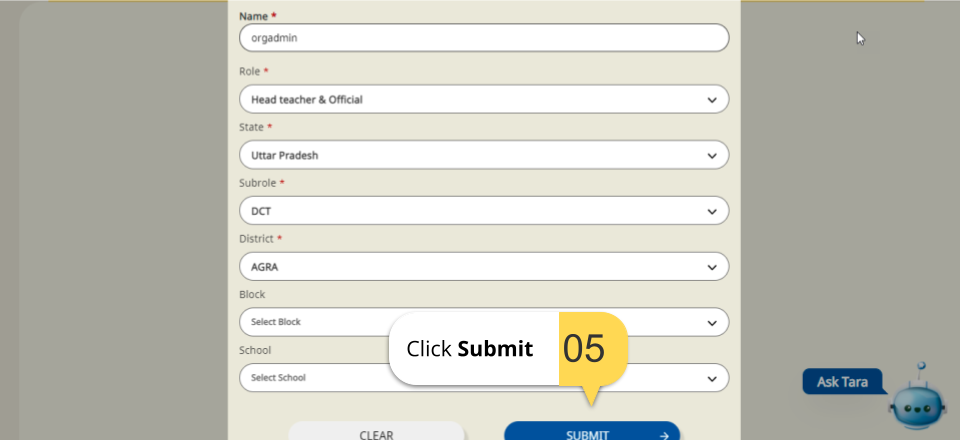 Name *
orgadmin
Role *
Head teacher & Official
State *
Uttar Pradesh
Subrole *
DCT
District *
AGRA
Block
Select Block
Click Submit 05
School
Select School
Ask Tara
CLEAR
SUBMIT